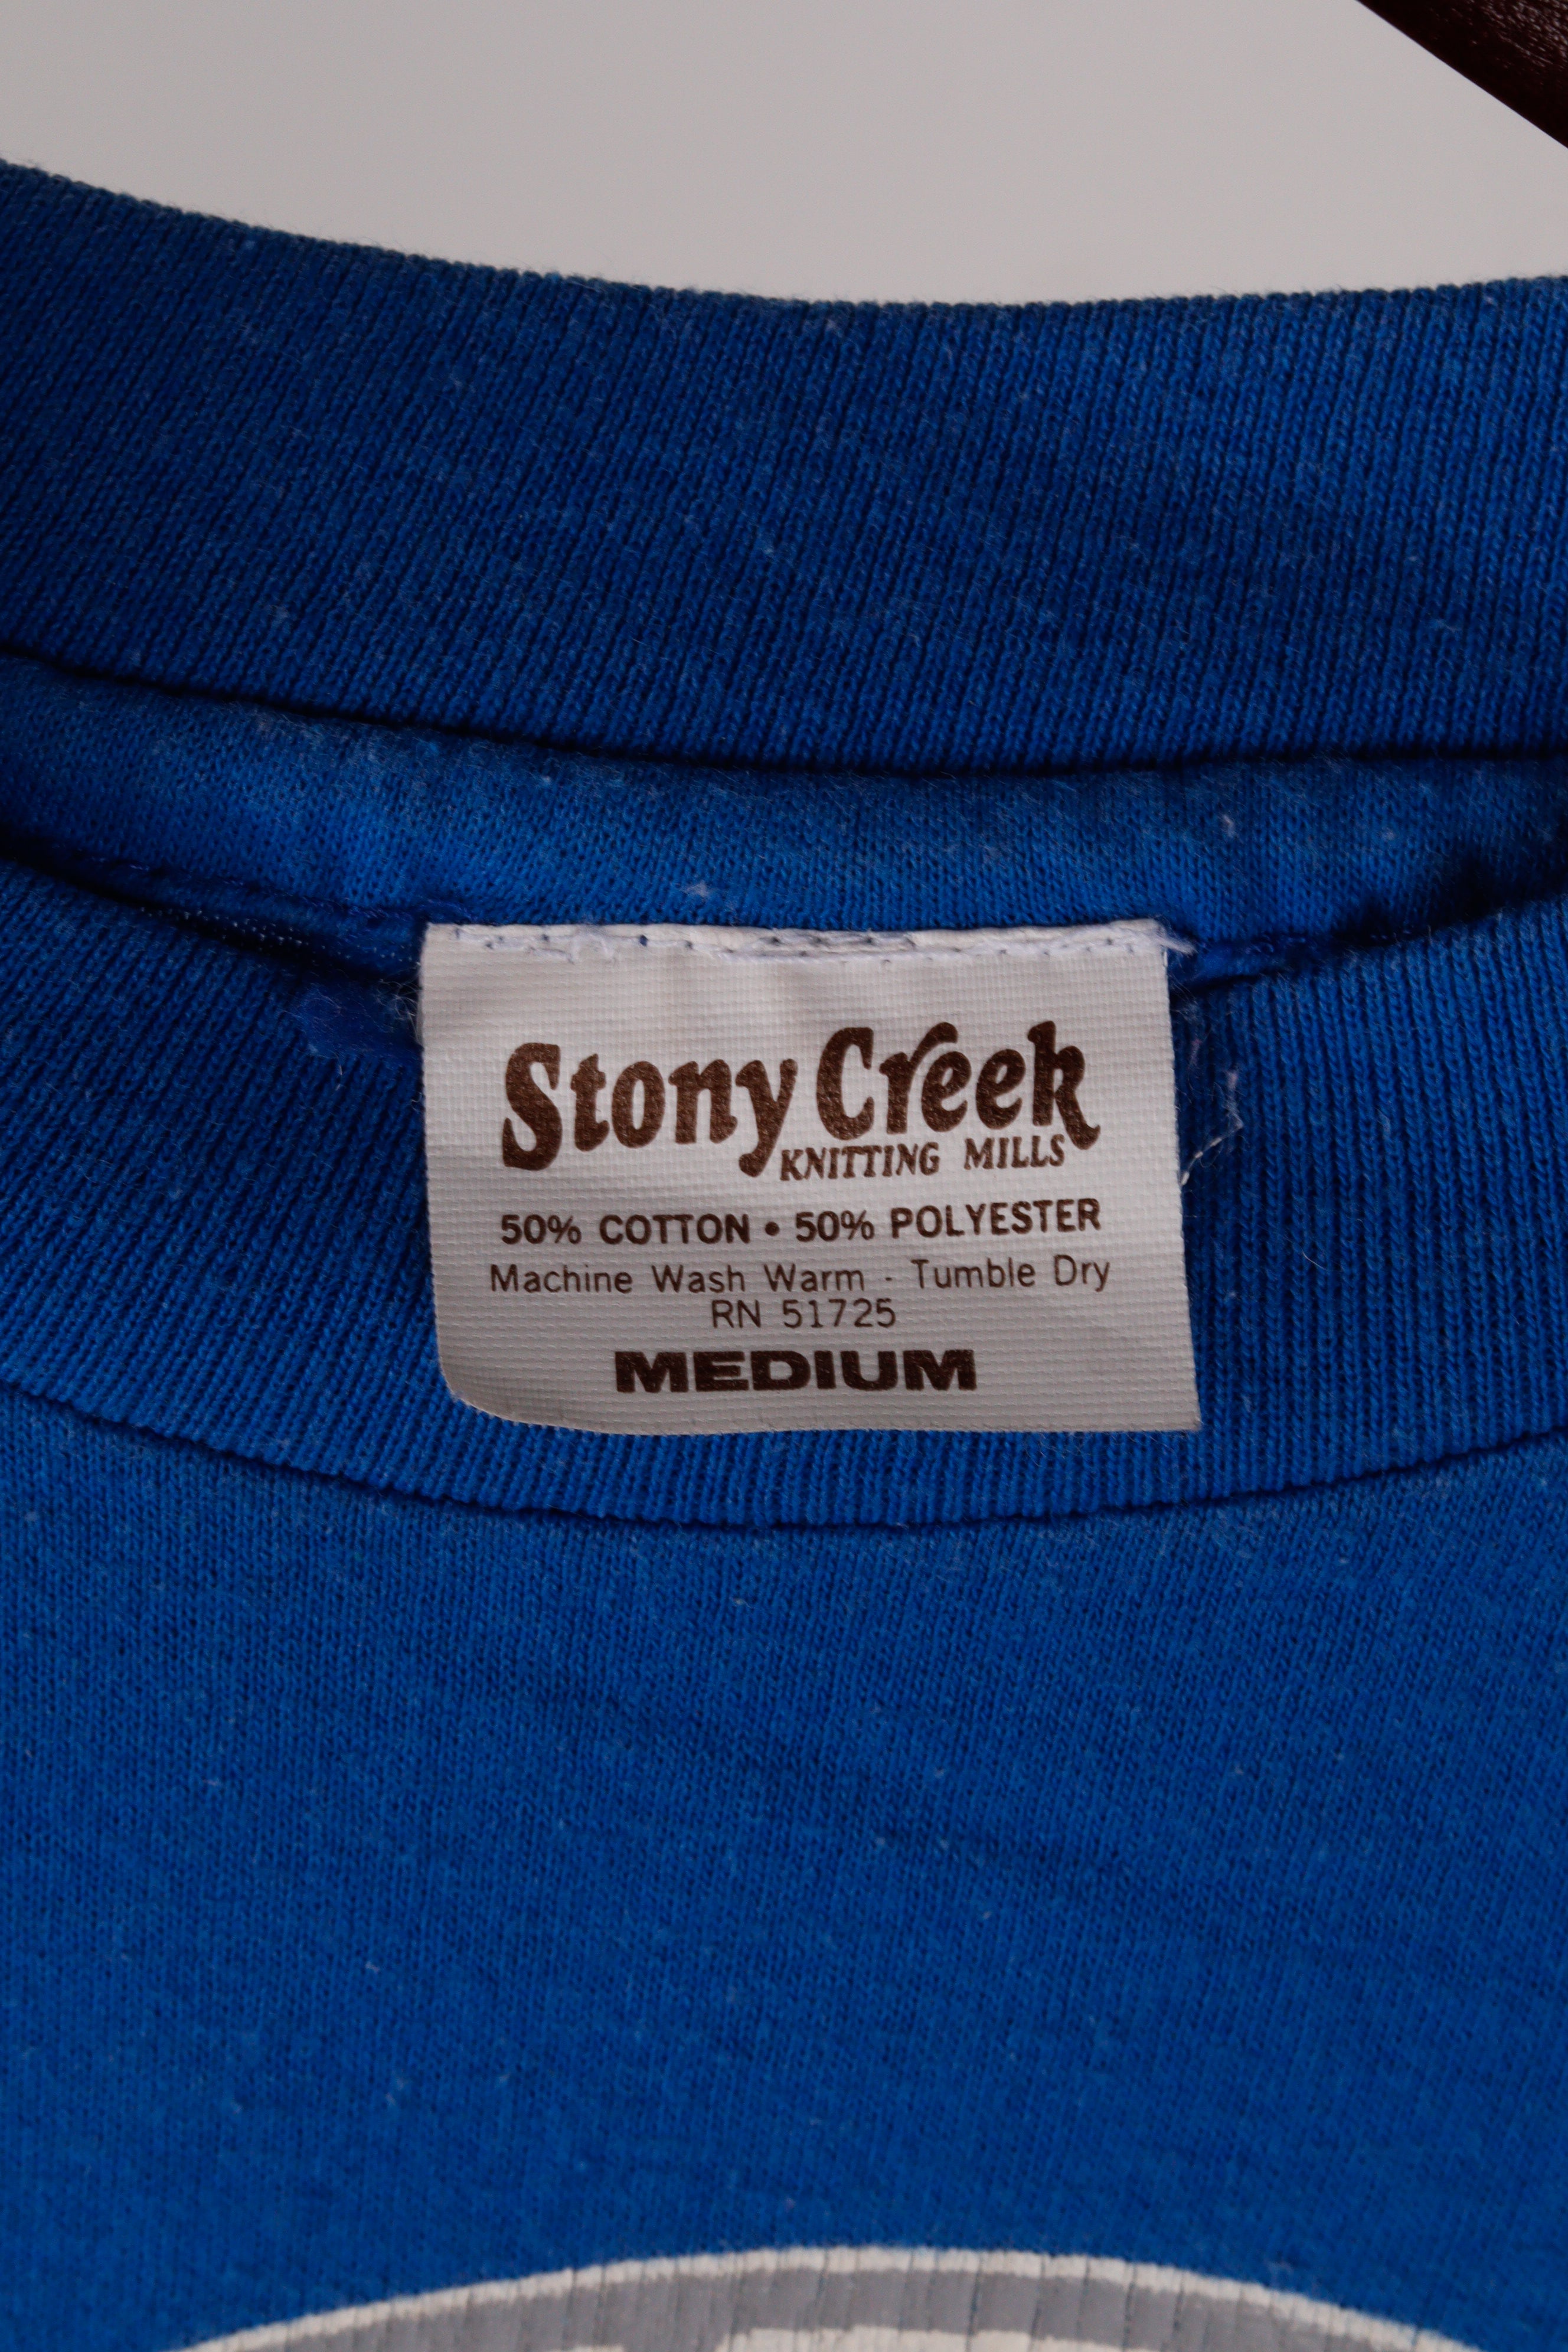 Stony Creek
KNITTING MILLS
50% COTTON • 50% POLYESTER
Machine Wash Warm - Tumble Dry
RN 51725
MEDIUM